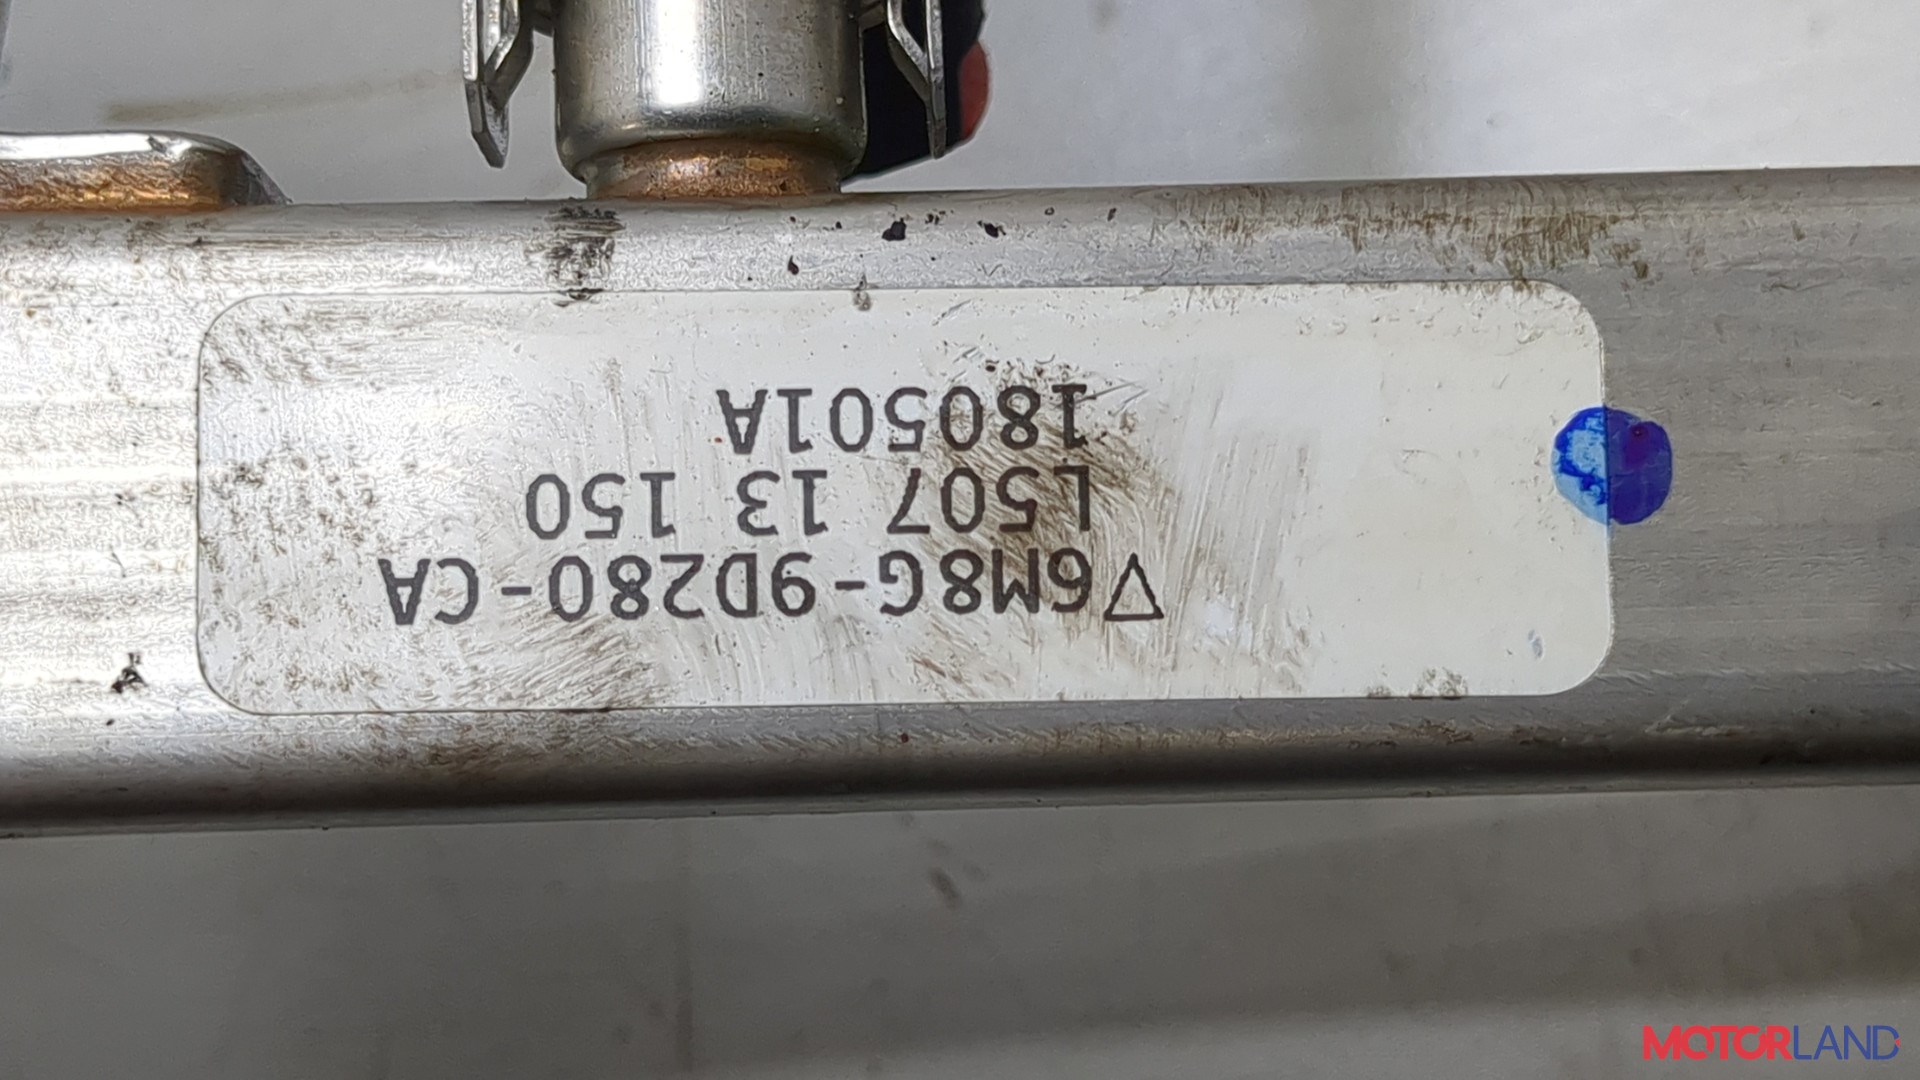 ▽6M8G-9D280-CA
L507 13 150
180501A
MOTORLAND